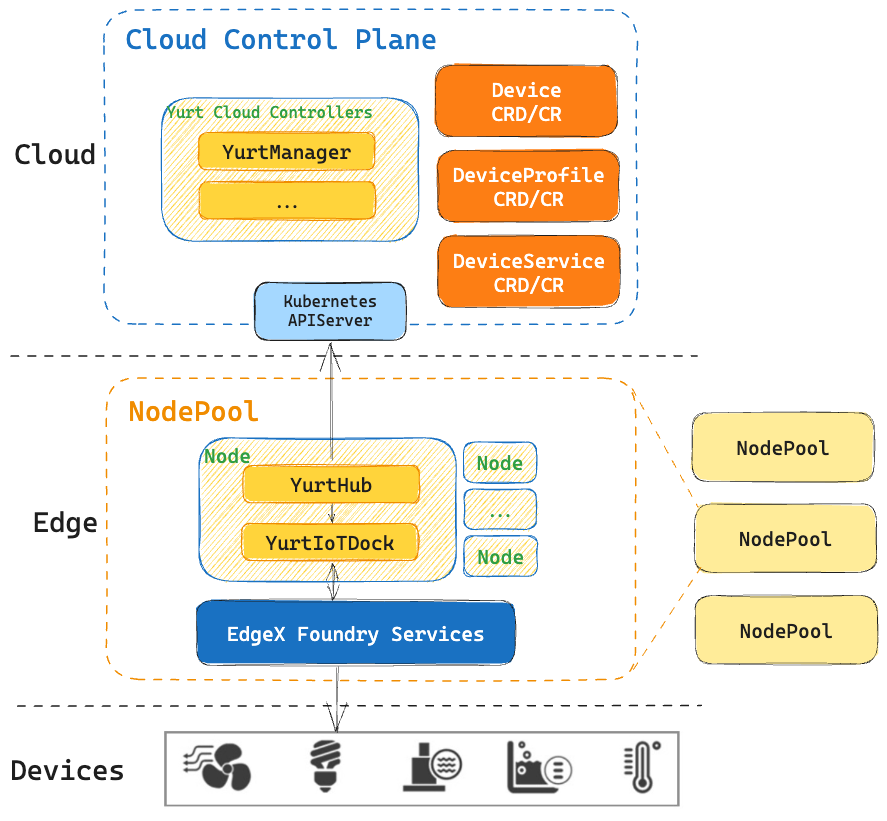 Cloud Control Plane
Yurt Cloud Controllers
YurtManager
...
Device
CRD/CR
DeviceProfile
CRD/CR
DeviceService
CRD/CR
Cloud
Kubernetes
APIServer
NodePool
Node
YurtHub
YurtIoTDock
Node
...
Node
EdgeX Foundry Services
Edge
NodePool
NodePool
NodePool
Devices